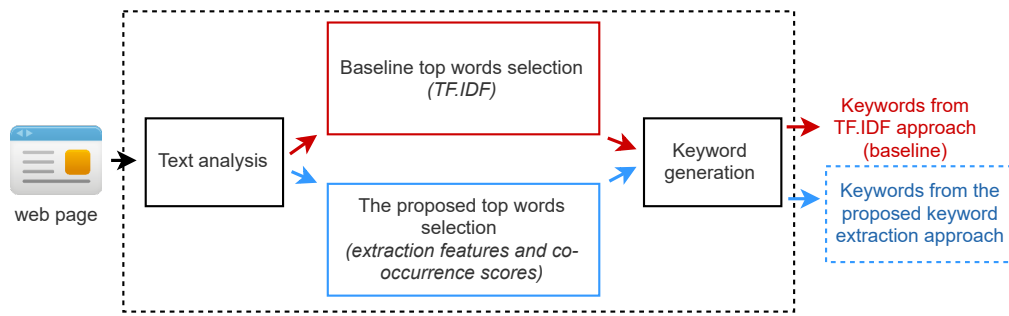 web page
Text analysis
Baseline top words selection
(TF.IDF)
The proposed top words
selection
(extraction features and co-
occurrence scores)
Keyword
generation
Keywords from
TF.IDF approach
(baseline)
Keywords from the
proposed keyword
extraction approach